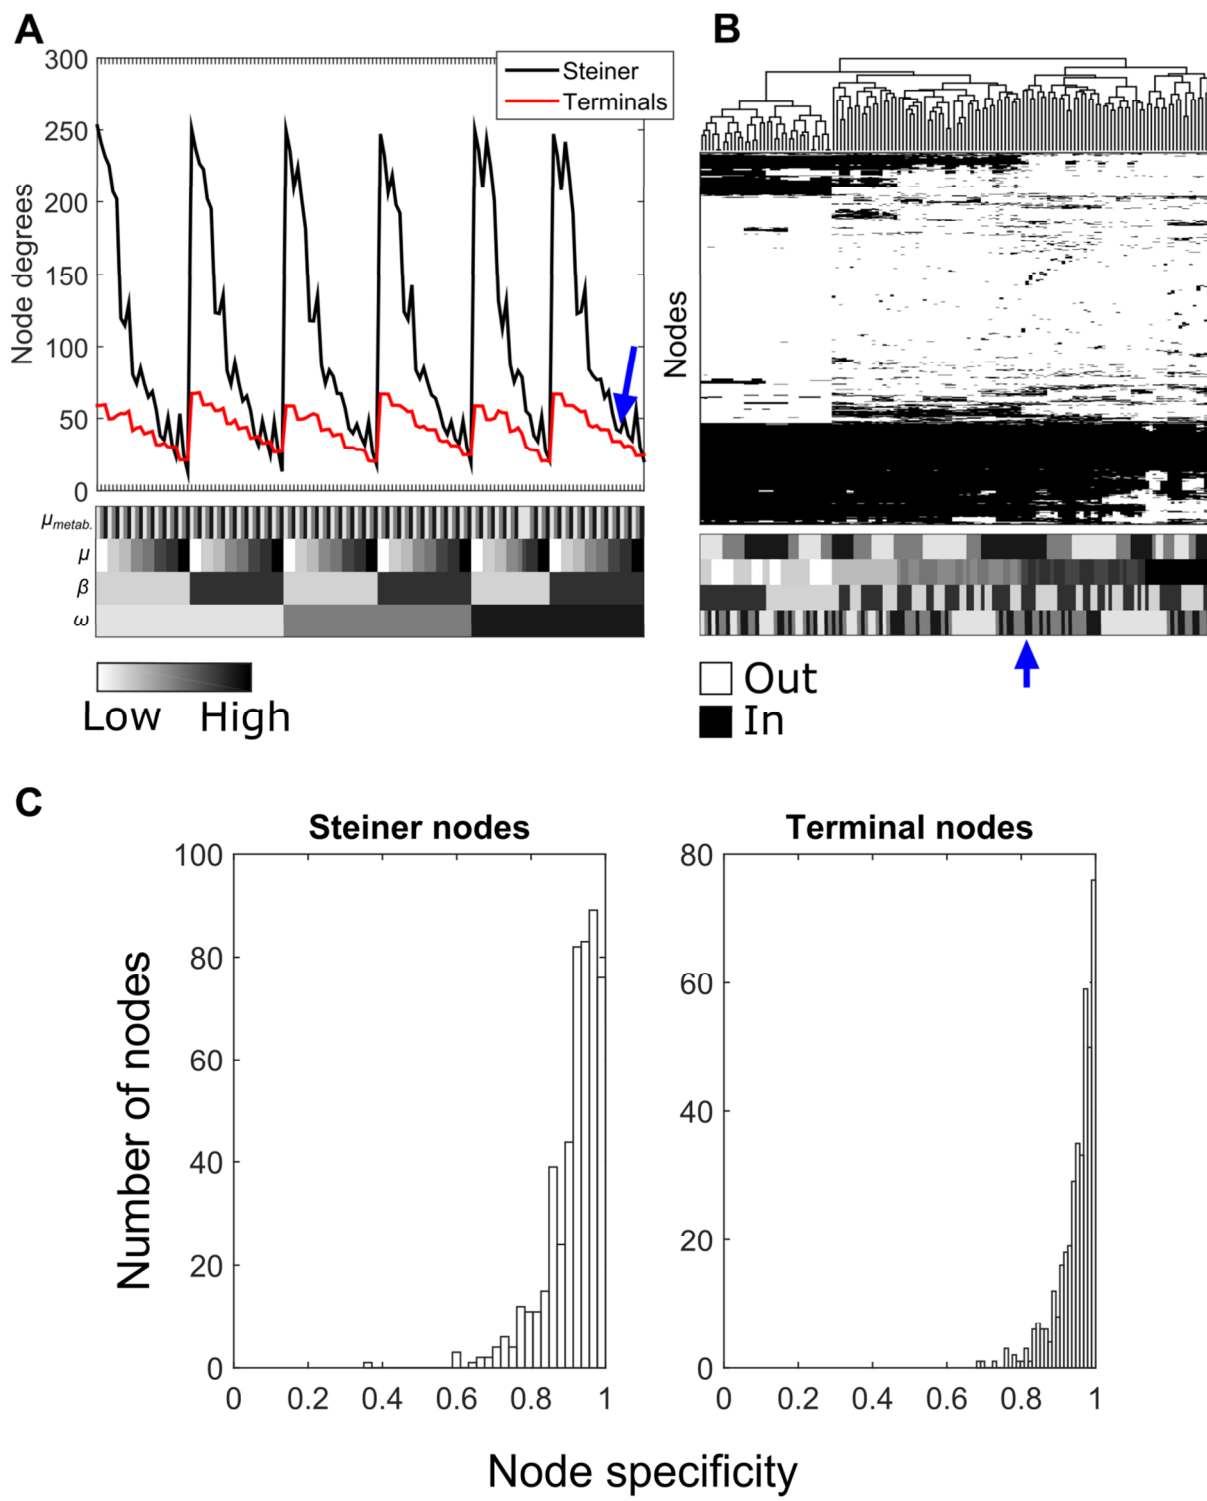 A
300
250
200
150
100
50
0
Node degrees
Steiner
Terminals
μmetab.
μ
β
ω
Low High
B
Nodes
Out
In
C
Steiner nodes
100
80
60
40
20
0
0 0.2 0.4 0.6 0.8 1
Number of nodes
Terminal nodes
80
60
40
20
0
0 0.2 0.4 0.6 0.8 1
Node specificity